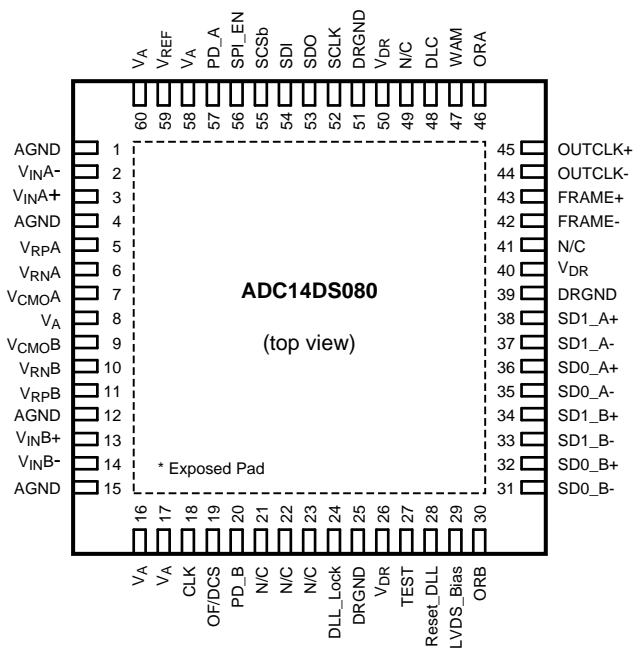 VA VREF VA PD_A SPI_EN SCSb SDI SDO SCLK DRGND VDR N/C DLC WAM ORA
60 59 58 57 56 55 54 53 52 51 50 49 48 47 46
AGND 1
VINA- 2
VINA+ 3
AGND 4
VRPA 5
VRNA 6
VCMOA 7
VA 8
VCMOB 9
VRNB 10
VRPB 11
AGND 12
VINB+ 13
VINB- 14
AGND 15
ADC14DS080
(top view)
* Exposed Pad
45 OUTCLK+
44 OUTCLK-
43 FRAME+
42 FRAME-
41 N/C
40 VDR
39 DRGND
38 SD1_A+
37 SD1_A-
36 SD0_A+
35 SD0_A-
34 SD1_B+
33 SD1_B-
32 SD0_B+
31 SD0_B-
16 17 18 19 20 21 22 23 24 25 26 27 28 29 30
VA VA CLK OF/DCS PD_B N/C N/C N/C DLL_Lock DRGND VDR TEST Reset_DLL LVDS_Bias ORB